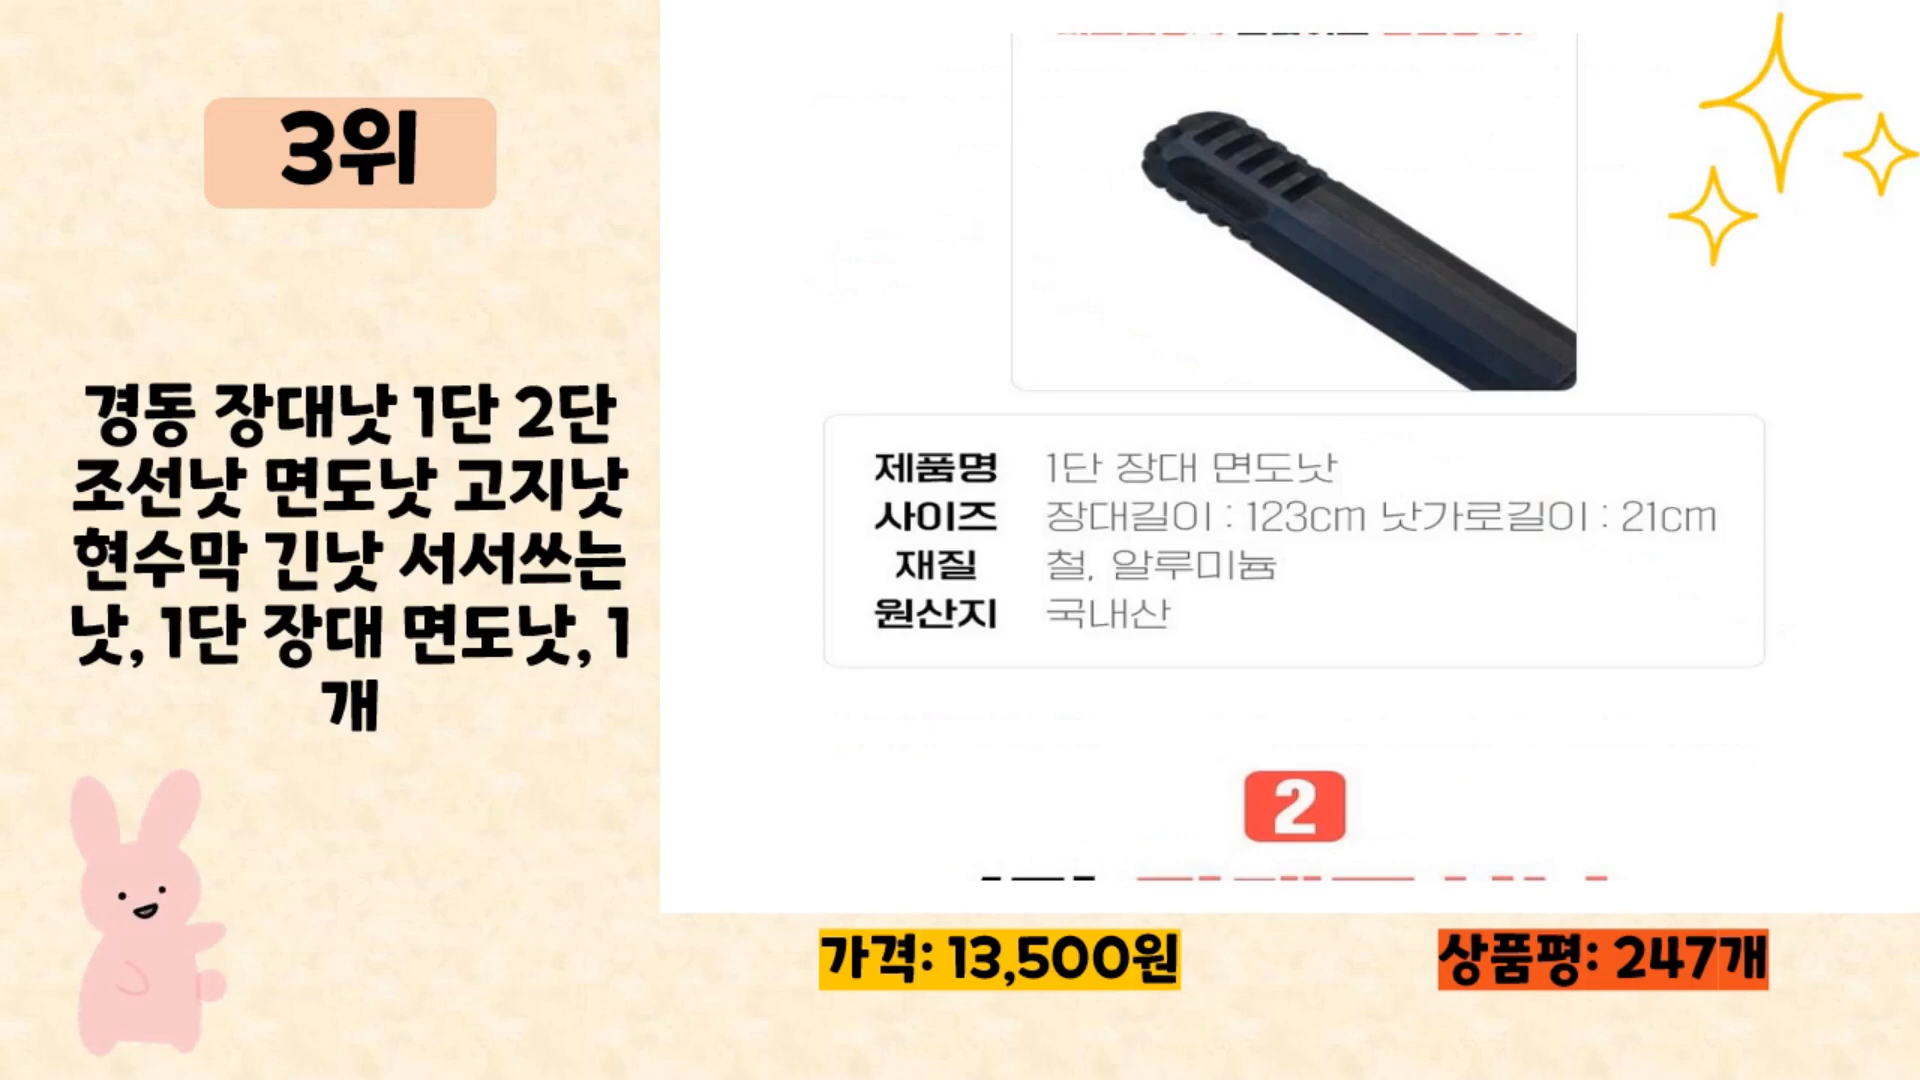 3위
경동 장대낫 1단 2단
조선낫 면도낫 고지낫
현수막 긴낫 서서쓰는
낫, 1단 장대 면도낫, 1
개
제품명 1단 장대 면도낫
사이즈 장대길이 : 123cm 낫가로길이 : 21cm
재질 철, 알루미늄
원산지 국내산
2
가격: 13,500원
상품평: 247개